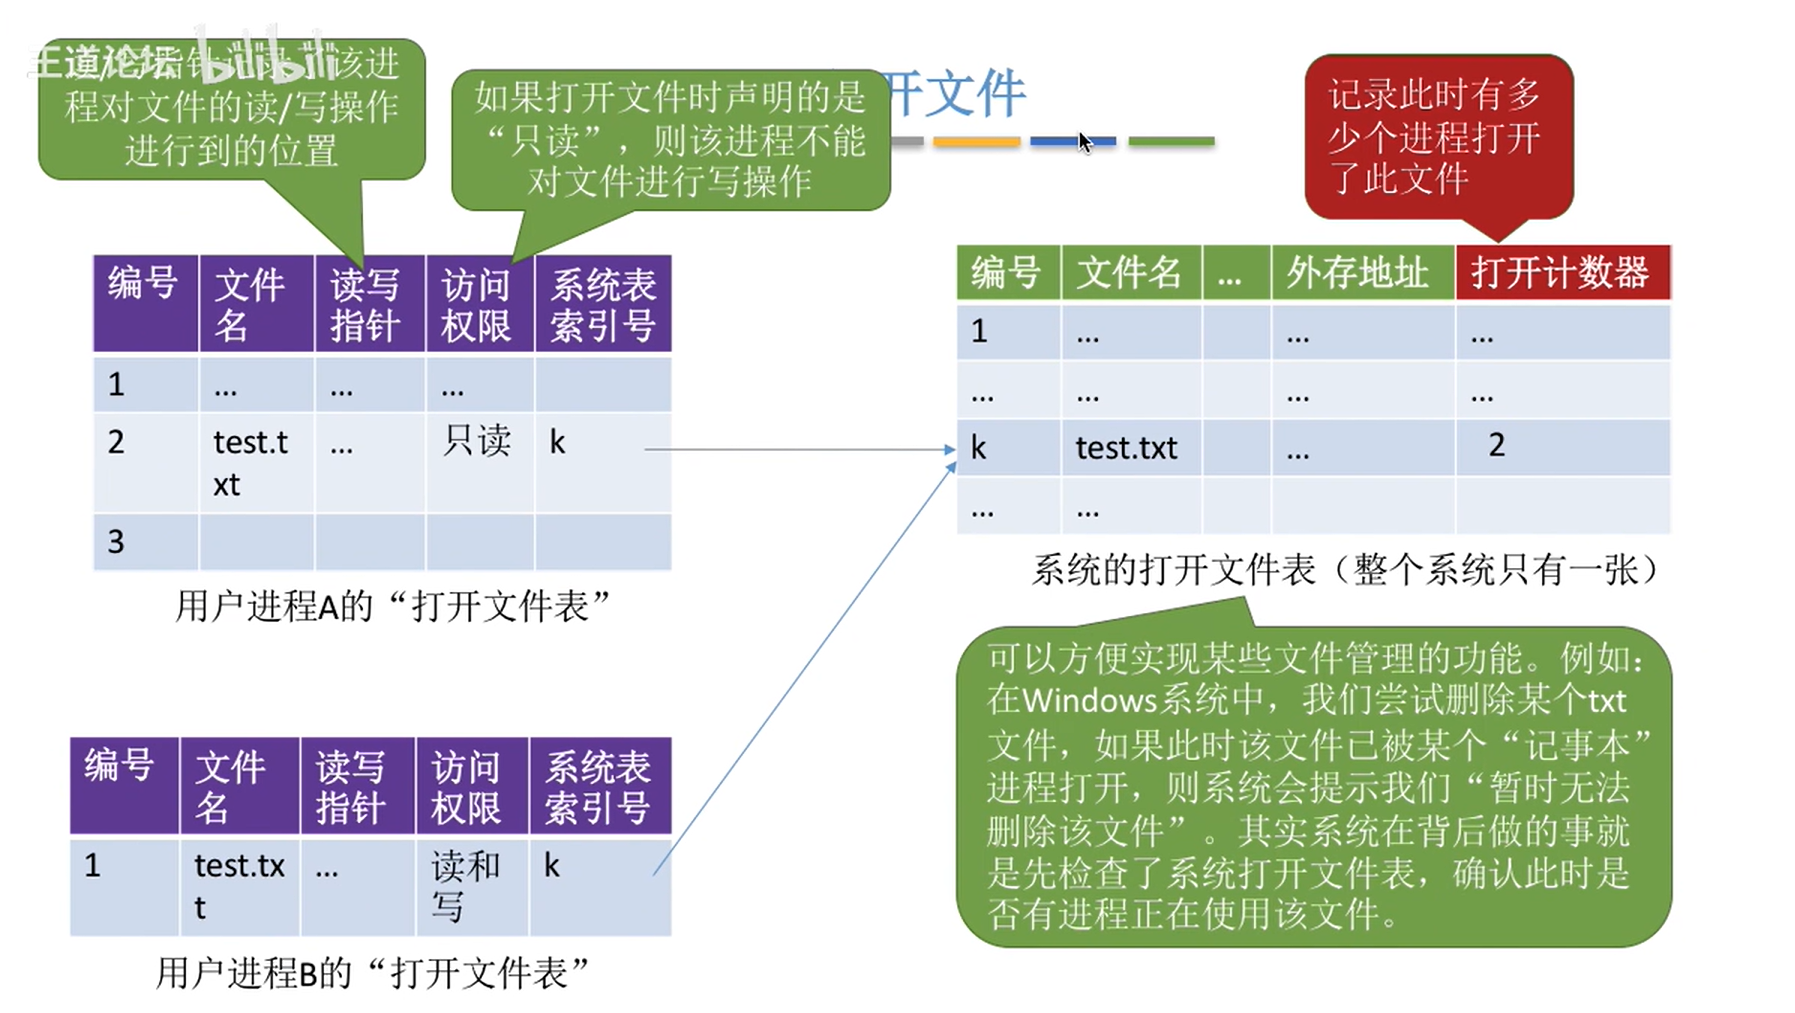 王道论坛 bilibili
读/写指针记录了该进
程对文件的读/写操作
进行到的位置
如果打开文件时声明的是
“只读”，则该进程不能
对文件进行写操作
开文件
记录此时有多
少个进程打开
了此文件
编号 文件名 读写指针 访问权限 系统表索引号
1 ... ... ...
2 test.txt ... 只读 k
3
用户进程A的“打开文件表”
编号 文件名 ... 外存地址 打开计数器
1 ... ... ...
... ... ... ...
k test.txt ... 2
... ...
系统的打开文件表（整个系统只有一张）
编号 文件名 读写指针 访问权限 系统表索引号
1 test.txt ... 读和写 k
用户进程B的“打开文件表”
可以方便实现某些文件管理的功能。例如：
在Windows系统中，我们尝试删除某个txt
文件，如果此时该文件已被某个“记事本”
进程打开，则系统会提示我们“暂时无法
删除该文件”。其实系统在背后做的事就
是先检查了系统打开文件表，确认此时是
否有进程正在使用该文件。